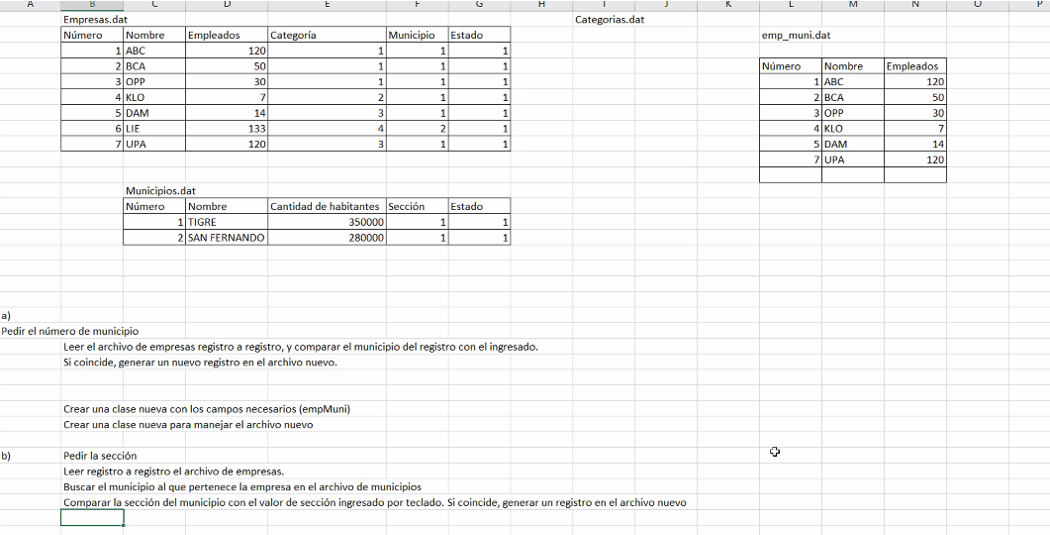 A B C D E F G H I J K L M N O P
Empresas.dat Categorias.dat
Número Nombre Empleados Categoría Municipio Estado emp_muni.dat
1 ABC 120 1 1 1
2 BCA 50 1 1 1 Número Nombre Empleados
3 OPP 30 1 1 1 1 ABC 120
4 KLO 7 2 1 1 2 BCA 50
5 DAM 14 3 1 1 3 OPP 30
6 LIE 133 4 2 1 4 KLO 7
7 UPA 120 3 1 1 5 DAM 14
7 UPA 120
Municipios.dat
Número Nombre Cantidad de habitantes Sección Estado
1 TIGRE 350000 1 1
2 SAN FERNANDO 280000 1 1
a)
Pedir el número de municipio
Leer el archivo de empresas registro a registro, y comparar el municipio del registro con el ingresado.
Si coincide, generar un nuevo registro en el archivo nuevo.
Crear una clase nueva con los campos necesarios (empMuni)
Crear una clase nueva para manejar el archivo nuevo
b) Pedir la sección
Leer registro a registro el archivo de empresas.
Buscar el municipio al que pertenece la empresa en el archivo de municipios
Comparar la sección del municipio con el valor de sección ingresado por teclado. Si coincide, generar un registro en el archivo nuevo